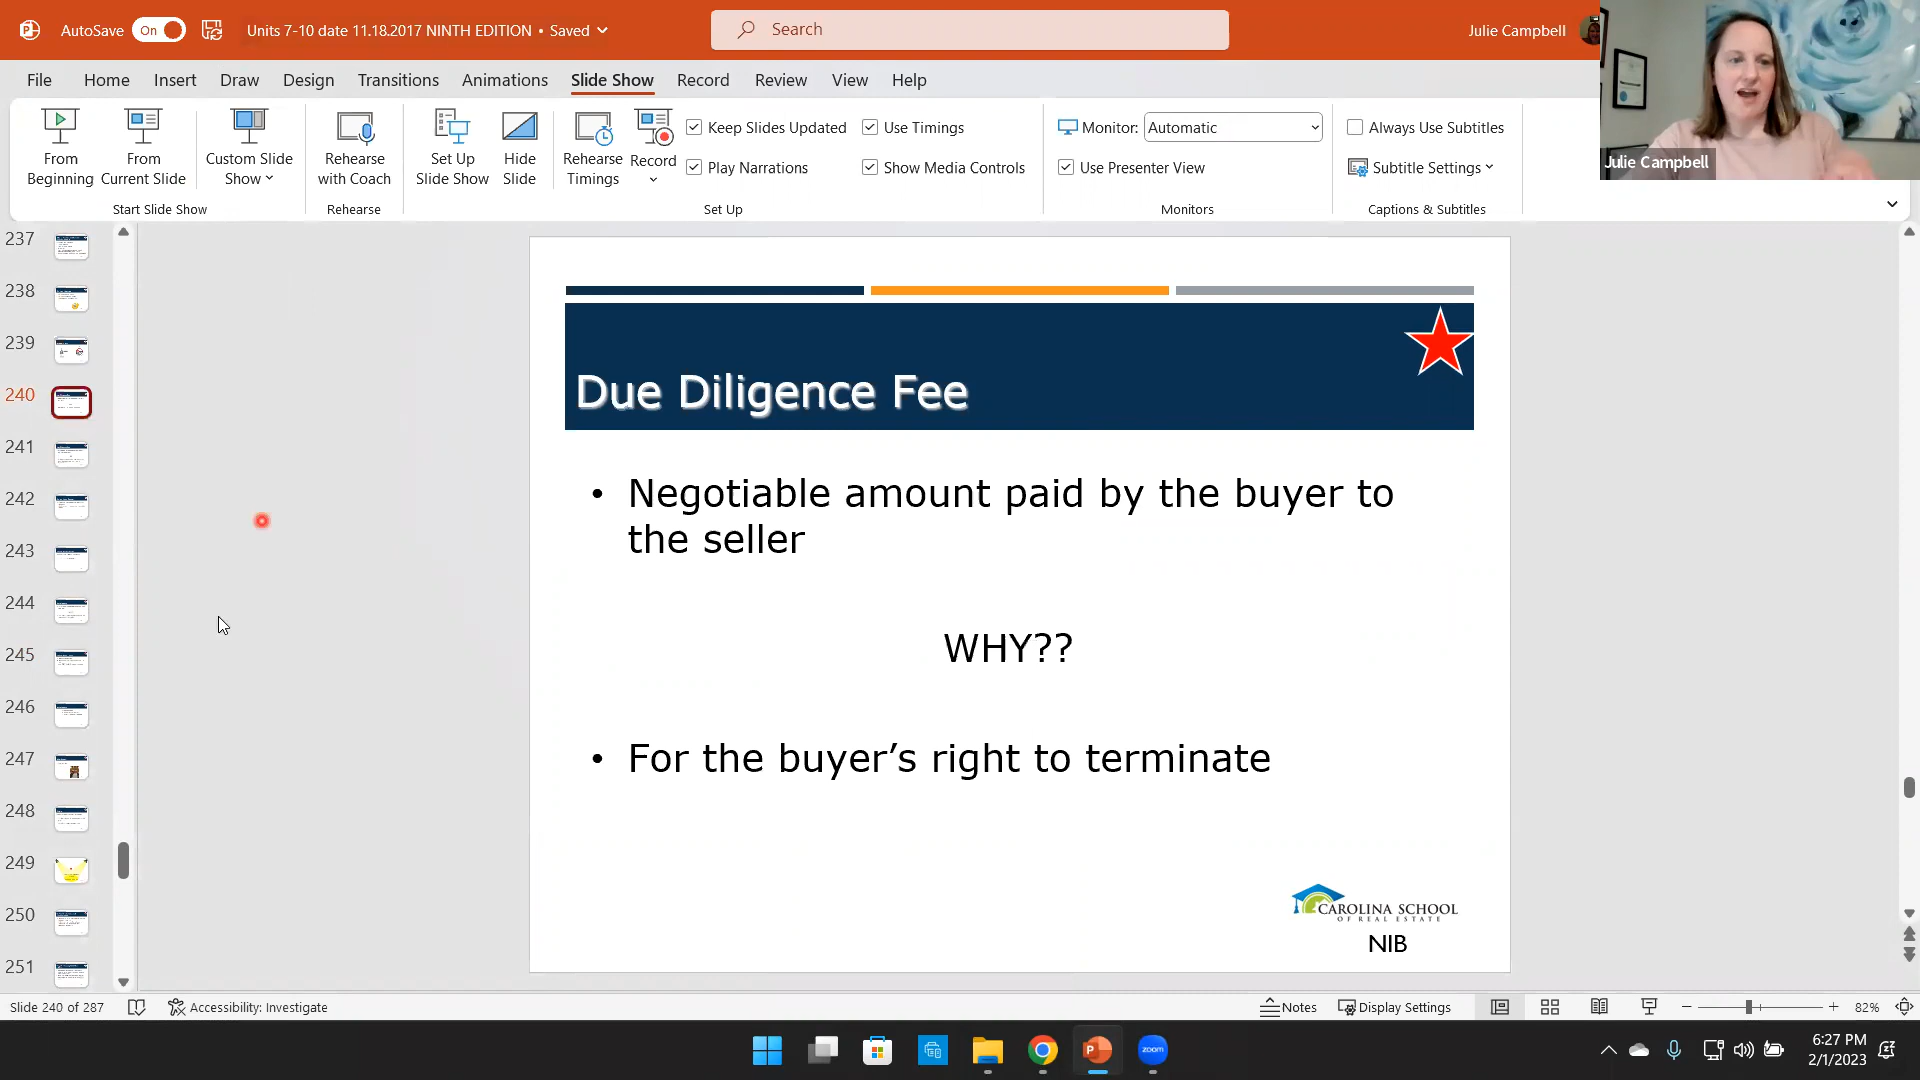 AutoSave On
Units 7-10 date 11.18.2017 NINTH EDITION • Saved
Search
Julie Campbell
File Home Insert Draw Design Transitions Animations Slide Show Record Review View Help
From Beginning
From Current Slide
Custom Slide Show
Start Slide Show
Rehearse with Coach
Rehearse
Set Up Slide Show
Hide Slide
Rehearse Timings
Record
Keep Slides Updated
Play Narrations
Use Timings
Show Media Controls
Set Up
Monitor: Automatic
Use Presenter View
Monitors
Always Use Subtitles
Subtitle Settings
Captions & Subtitles
Julie Campbell
237
238
239
240
241
242
243
244
245
246
247
248
249
250
251
Due Diligence Fee
• Negotiable amount paid by the buyer to
the seller
WHY??
• For the buyer’s right to terminate
CAROLINA SCHOOL
OF REAL ESTATE
NIB
Slide 240 of 287
Accessibility: Investigate
Notes
Display Settings
82%
zoom
6:27 PM
2/1/2023